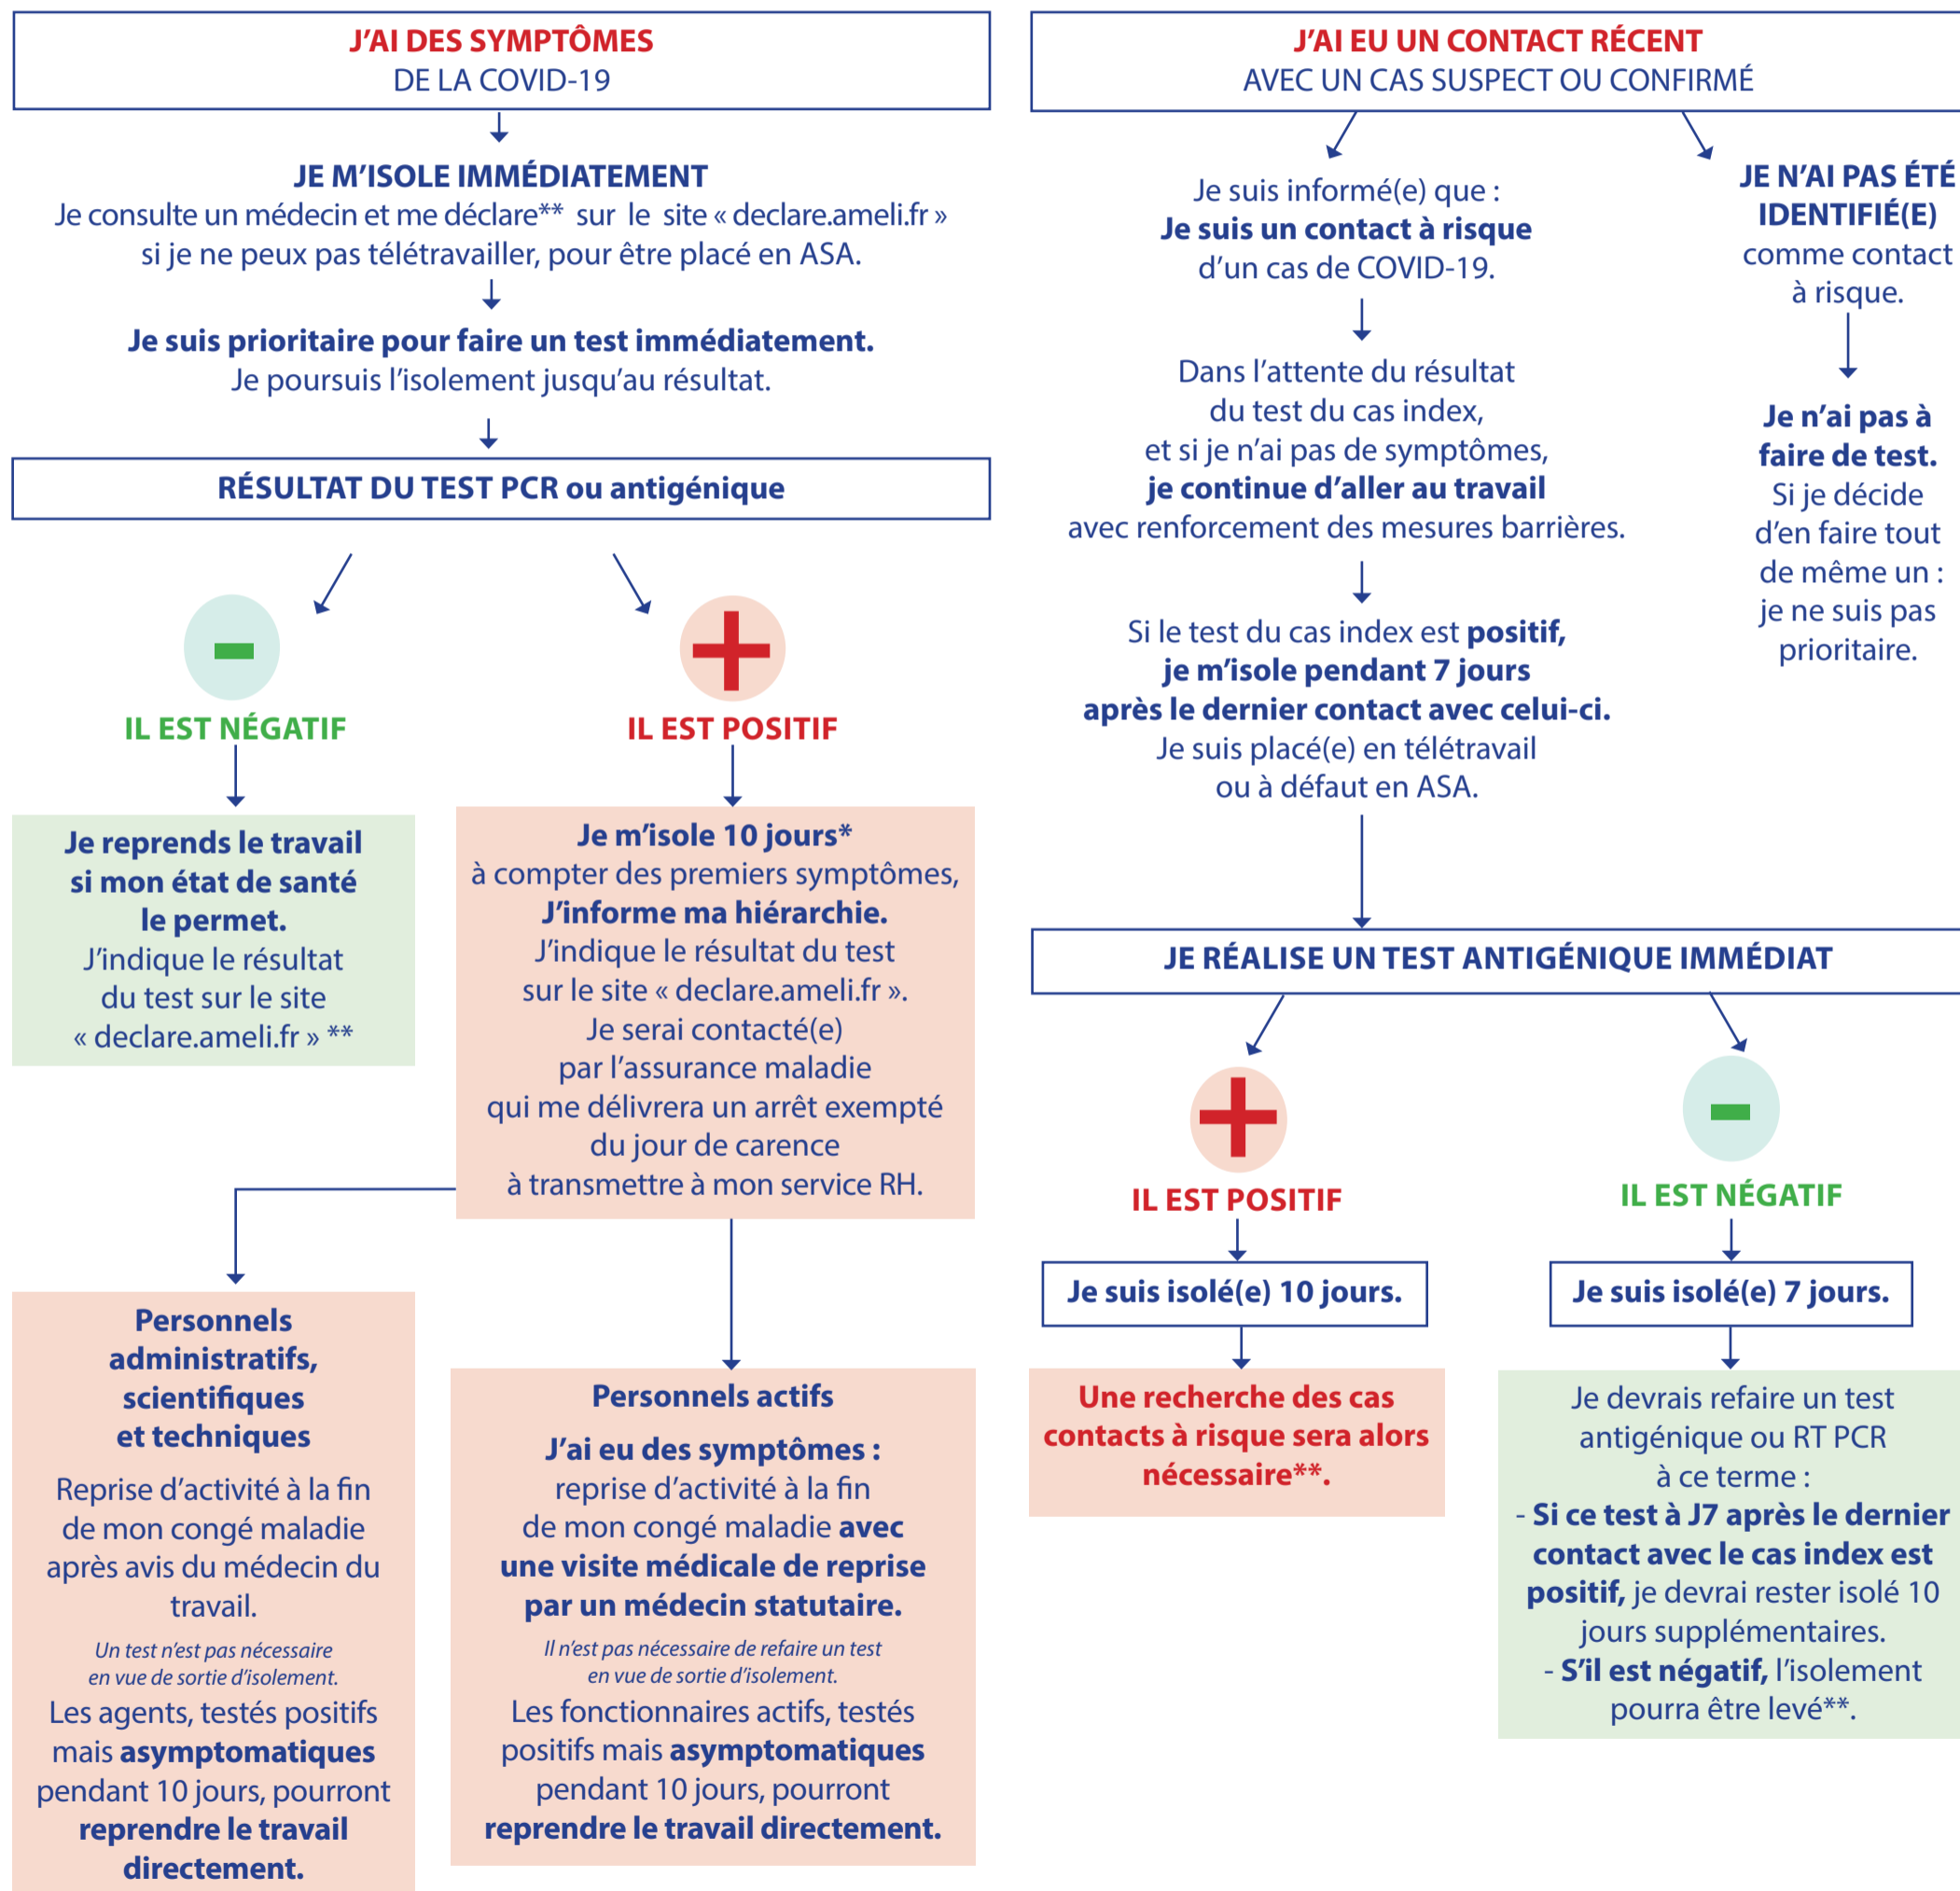 J'AI DES SYMPTÔMES
DE LA COVID-19
JE M'ISOLE IMMÉDIATEMENT
Je consulte un médecin et me déclare** sur le site « declare.ameli.fr »
si je ne peux pas télétravailler, pour être placé en ASA.
Je suis prioritaire pour faire un test immédiatement.
Je poursuis l'isolement jusqu'au résultat.
RÉSULTAT DU TEST PCR ou antigénique
-
IL EST NÉGATIF
Je reprends le travail
si mon état de santé
le permet.
J'indique le résultat
du test sur le site
« declare.ameli.fr » **
+
IL EST POSITIF
Je m'isole 10 jours*
à compter des premiers symptômes,
J'informe ma hiérarchie.
J'indique le résultat du test
sur le site « declare.ameli.fr ».
Je serai contacté(e)
par l'assurance maladie
qui me délivrera un arrêt exempté
du jour de carence
à transmettre à mon service RH.
Personnels
administratifs,
scientifiques
et techniques
Reprise d'activité à la fin
de mon congé maladie
après avis du médecin du
travail.
Un test n'est pas nécessaire
en vue de sortie d'isolement.
Les agents, testés positifs
mais asymptomatiques
pendant 10 jours, pourront
reprendre le travail
directement.
Personnels actifs
J'ai eu des symptômes :
reprise d'activité à la fin
de mon congé maladie avec
une visite médicale de reprise
par un médecin statutaire.
Il n'est pas nécessaire de refaire un test
en vue de sortie d'isolement.
Les fonctionnaires actifs, testés
positifs mais asymptomatiques
pendant 10 jours, pourront
reprendre le travail directement.
J'AI EU UN CONTACT RÉCENT
AVEC UN CAS SUSPECT OU CONFIRMÉ
Je suis informé(e) que :
Je suis un contact à risque
d'un cas de COVID-19.
Dans l'attente du résultat
du test du cas index,
et si je n'ai pas de symptômes,
je continue d'aller au travail
avec renforcement des mesures barrières.
Si le test du cas index est positif,
je m'isole pendant 7 jours
après le dernier contact avec celui-ci.
Je suis placé(e) en télétravail
ou à défaut en ASA.
JE N'AI PAS ÉTÉ
IDENTIFIÉ(E)
comme contact
à risque.
Je n'ai pas à
faire de test.
Si je décide
d'en faire tout
de même un :
je ne suis pas
prioritaire.
JE RÉALISE UN TEST ANTIGÉNIQUE IMMÉDIAT
+
IL EST POSITIF
Je suis isolé(e) 10 jours.
Une recherche des cas
contacts à risque sera alors
nécessaire**.
-
IL EST NÉGATIF
Je suis isolé(e) 7 jours.
Je devrais refaire un test
antigénique ou RT PCR
à ce terme :
- Si ce test à J7 après le dernier
contact avec le cas index est
positif, je devrai rester isolé 10
jours supplémentaires.
- S'il est négatif, l'isolement
pourra être levé**.